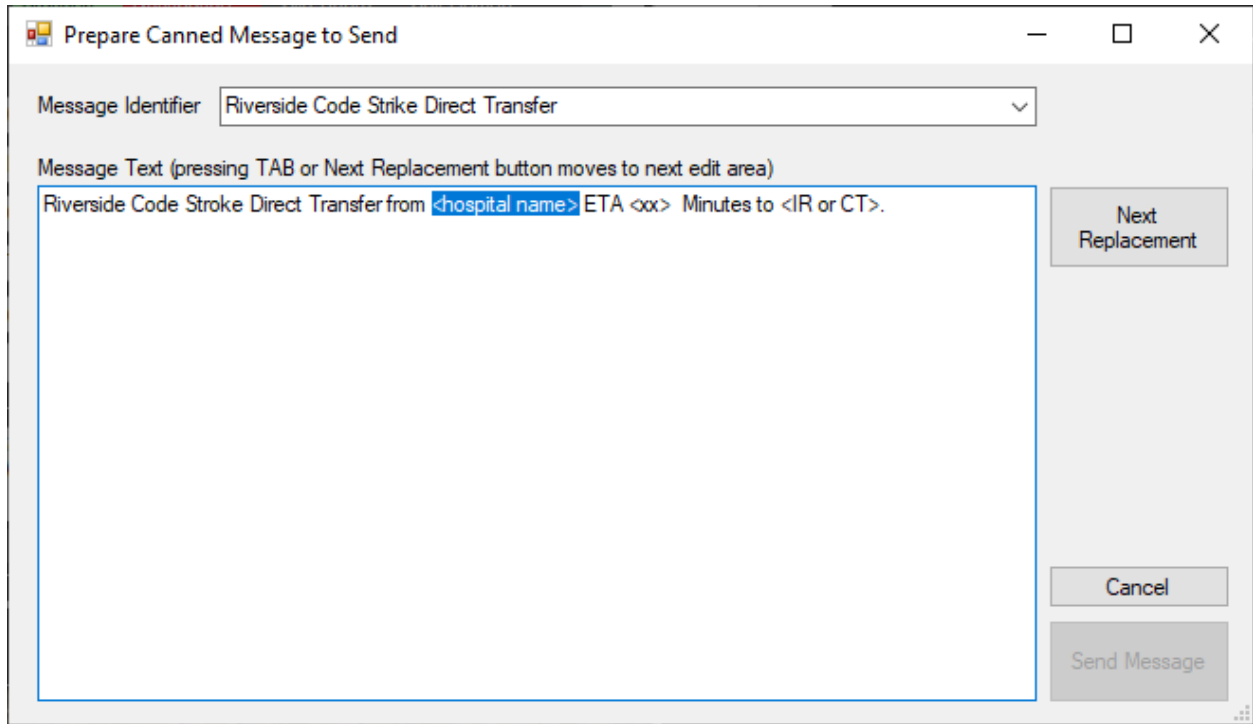 Prepare Canned Message to Send
Message Identifier Riverside Code Strike Direct Transfer
Message Text (pressing TAB or Next Replacement button moves to next edit area)
Riverside Code Stroke Direct Transfer from <hospital name> ETA <xx>  Minutes to <IR or CT>.
Next
Replacement
Cancel
Send Message